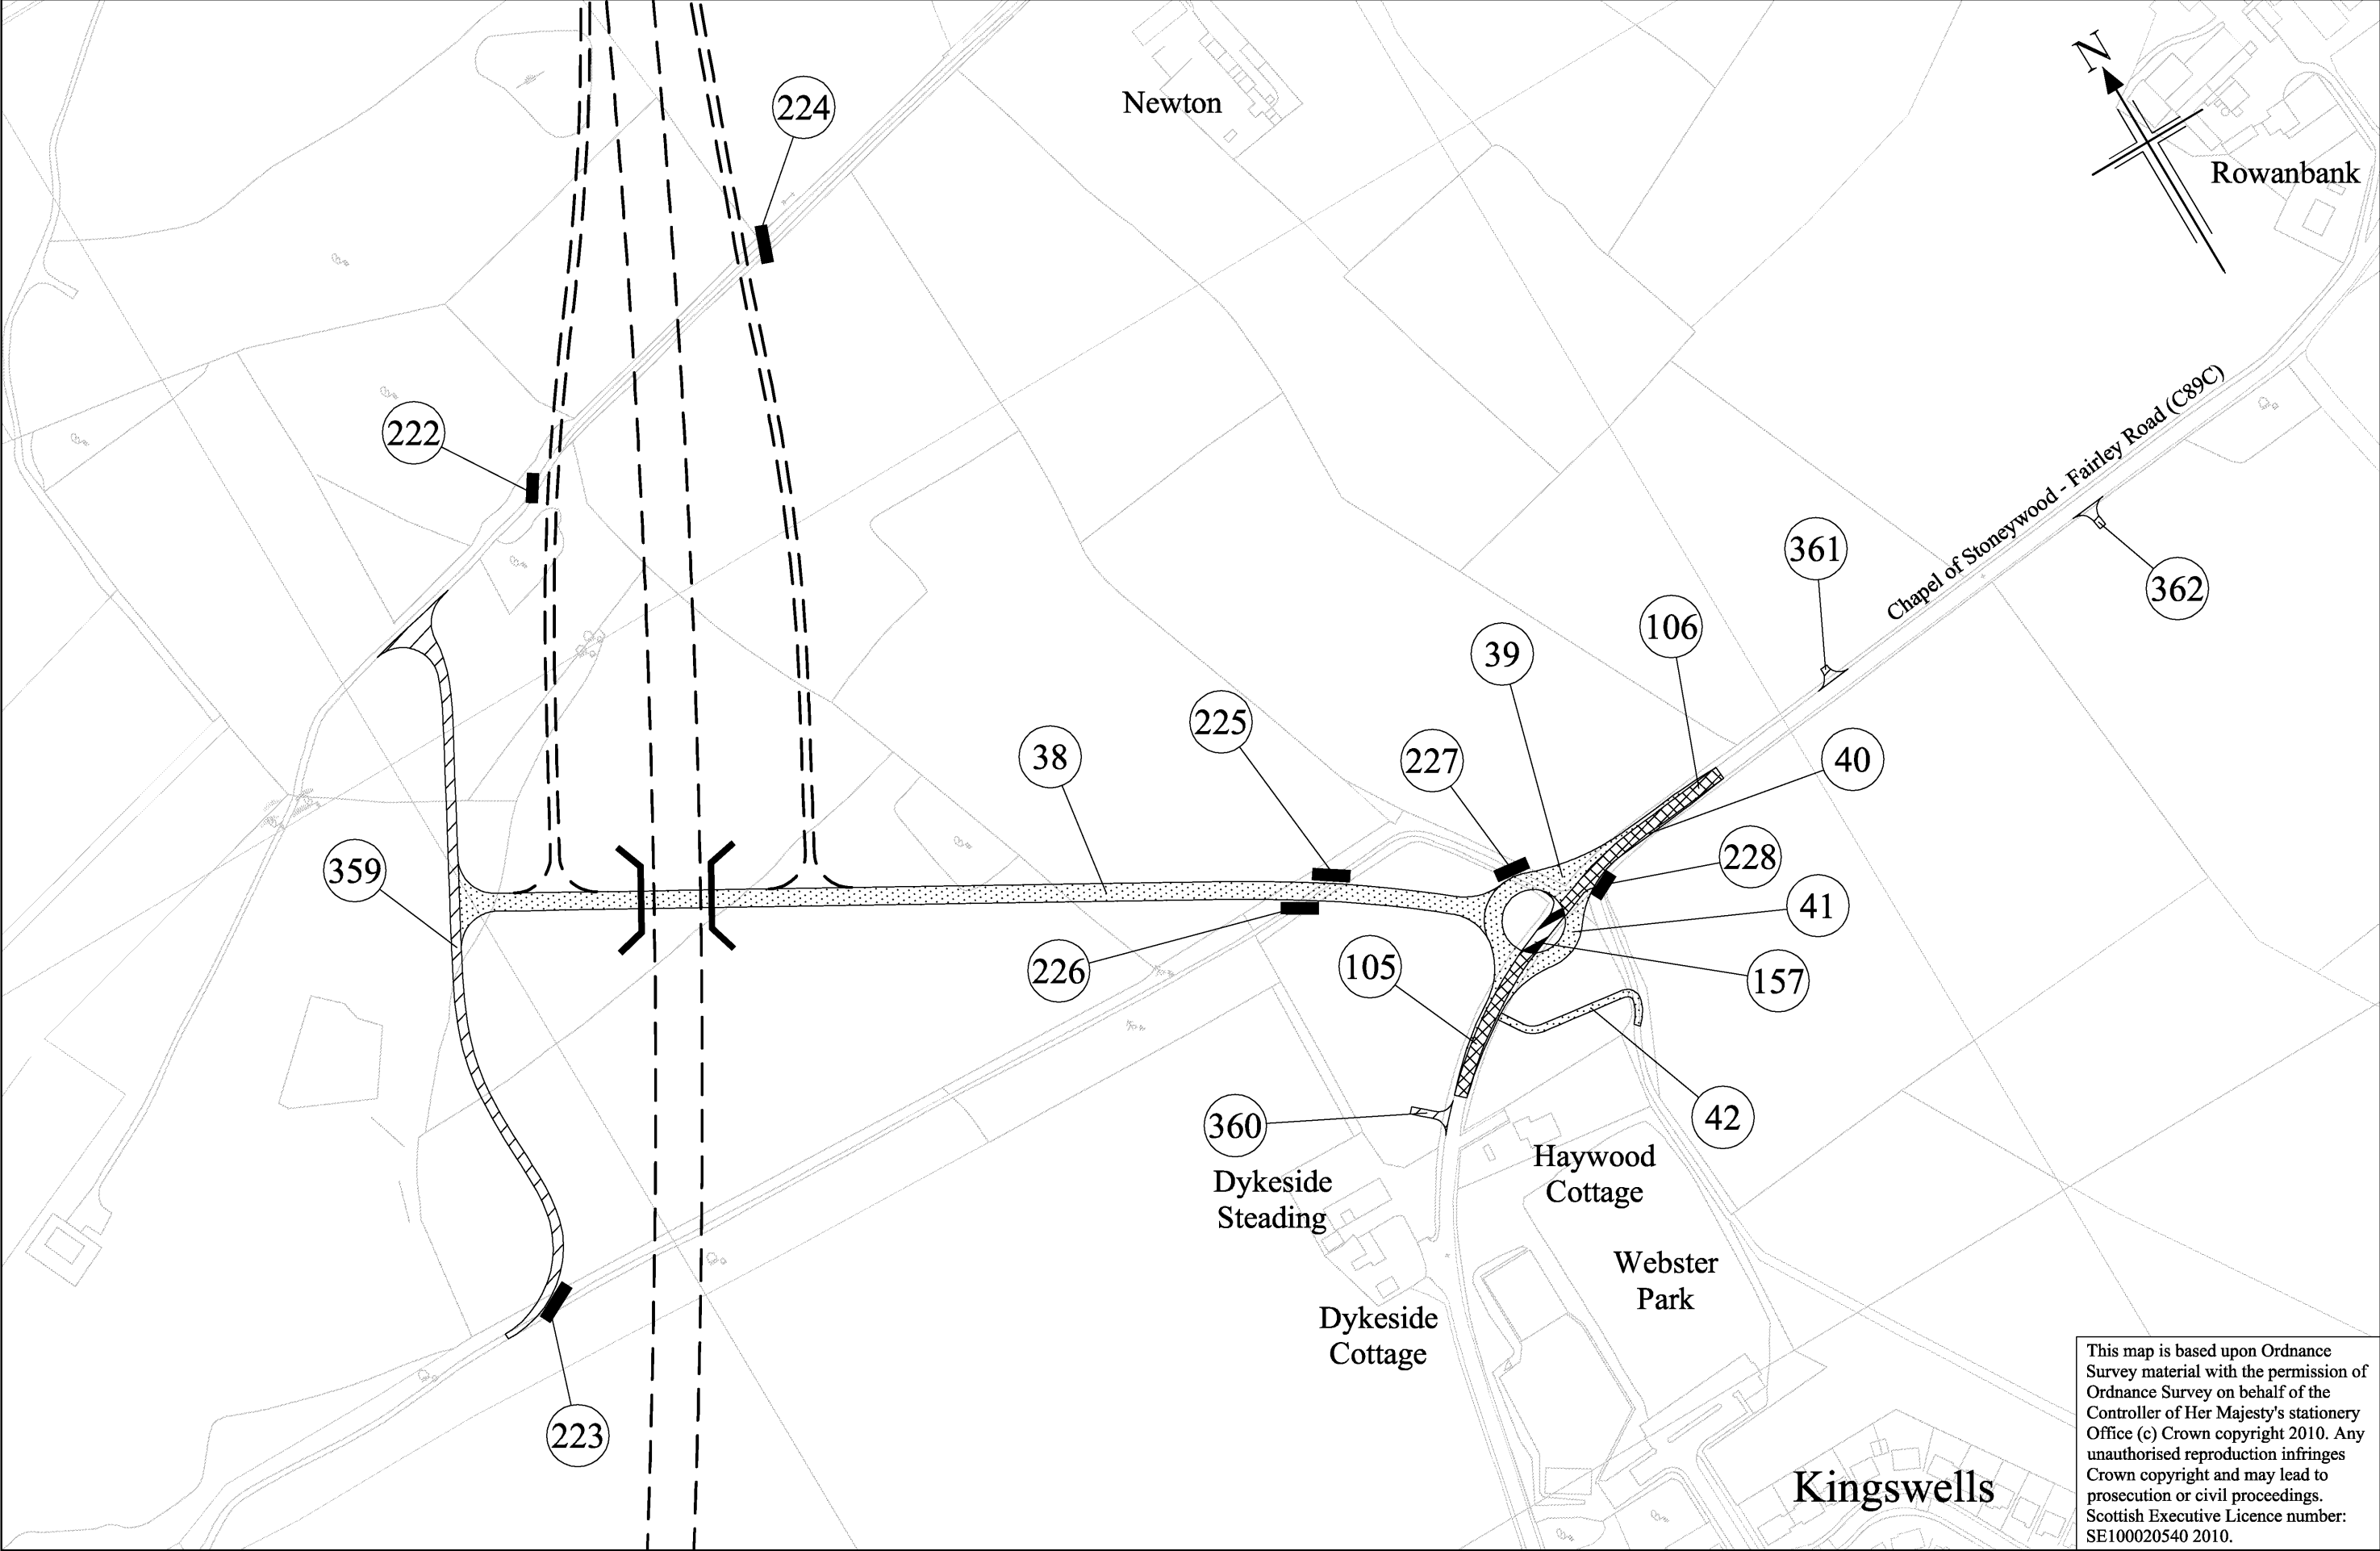 N
Newton
224
Rowanbank
Chapel of Stoneywood - Fairley Road (C89C)
222
361
362
106
39
225
38
227
40
359
228
41
226
105
157
360
42
Haywood
Cottage
Dykeside
Steading
Webster
Park
Dykeside
Cottage
223
Kingswells
This map is based upon Ordnance
Survey material with the permission of
Ordnance Survey on behalf of the
Controller of Her Majesty's stationery
Office (c) Crown copyright 2010. Any
unauthorised reproduction infringes
Crown copyright and may lead to
prosecution or civil proceedings.
Scottish Executive Licence number:
SE100020540 2010.